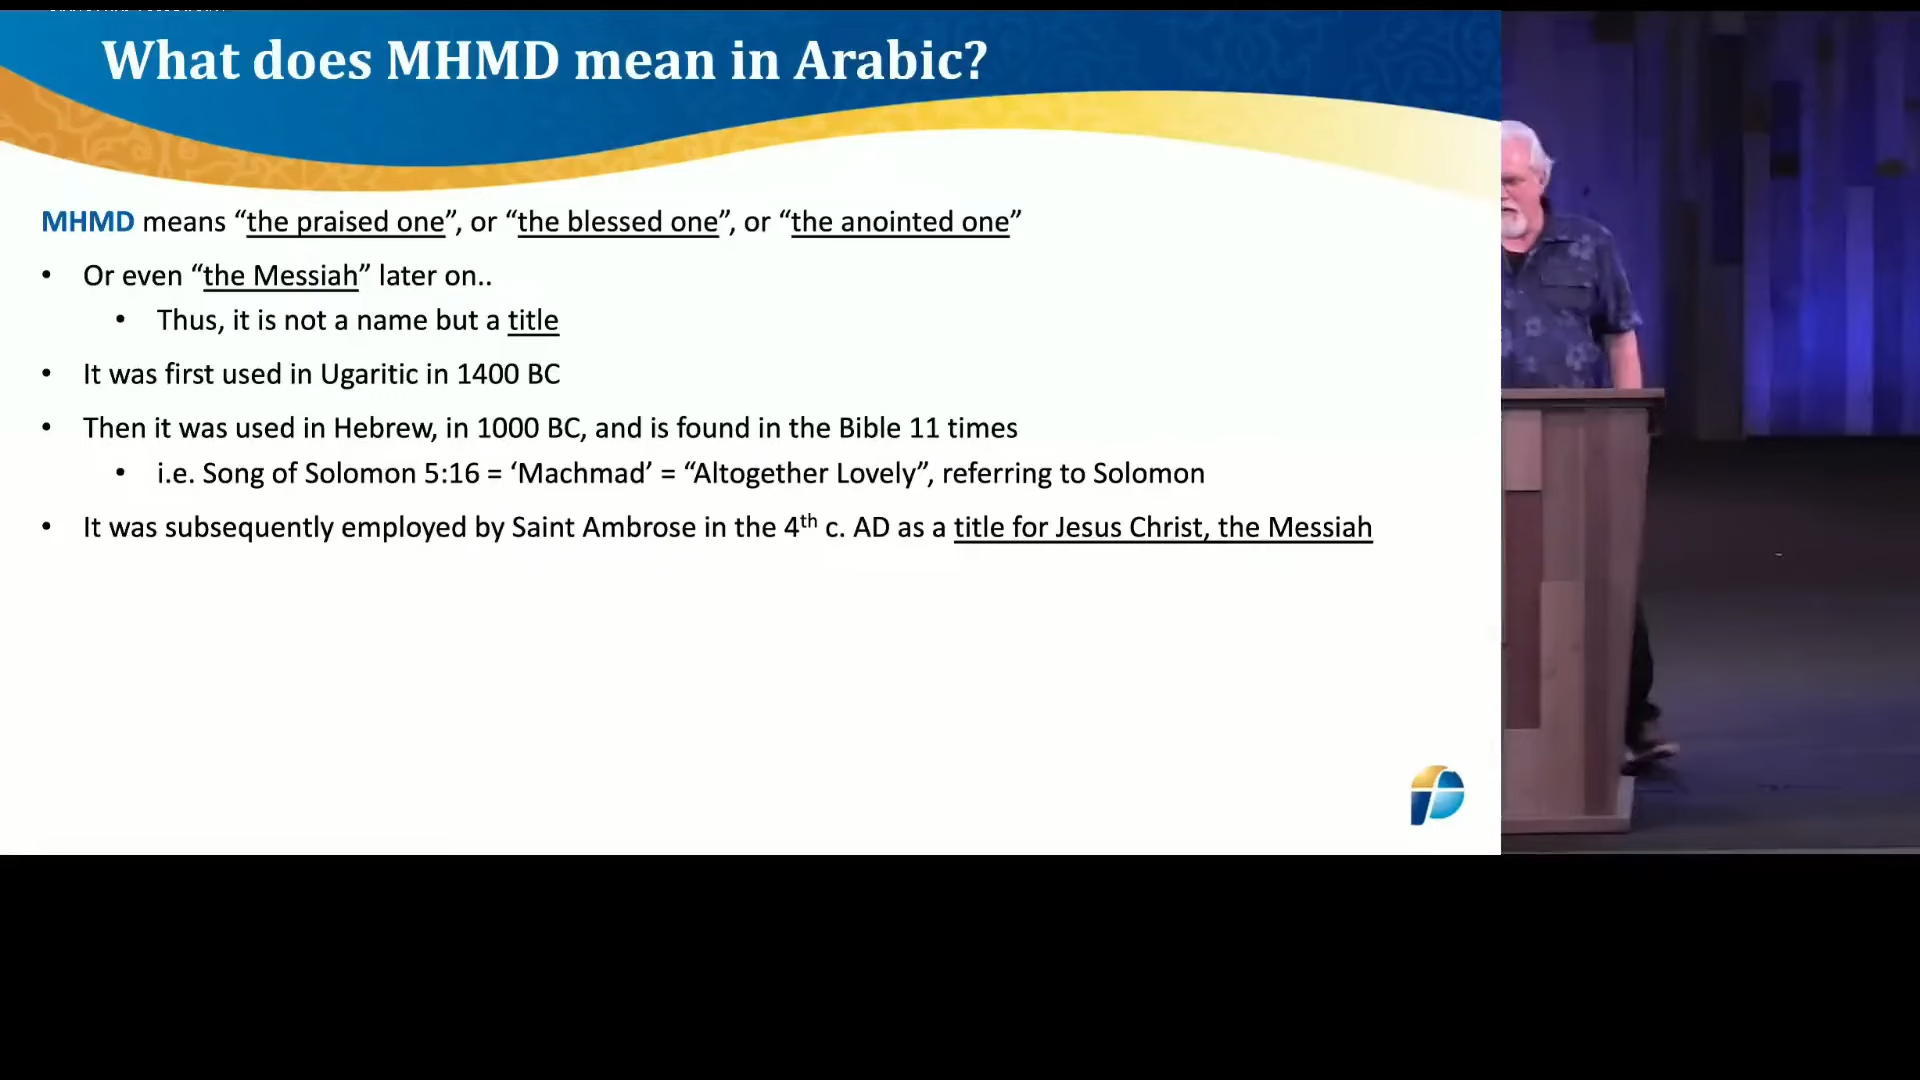 What does MHMD mean in Arabic?
MHMD means “the praised one”, or “the blessed one”, or “the anointed one”
• Or even “the Messiah” later on..
• Thus, it is not a name but a title
• It was first used in Ugaritic in 1400 BC
• Then it was used in Hebrew, in 1000 BC, and is found in the Bible 11 times
• i.e. Song of Solomon 5:16 = ‘Machmad’ = “Altogether Lovely”, referring to Solomon
• It was subsequently employed by Saint Ambrose in the 4th c. AD as a title for Jesus Christ, the Messiah